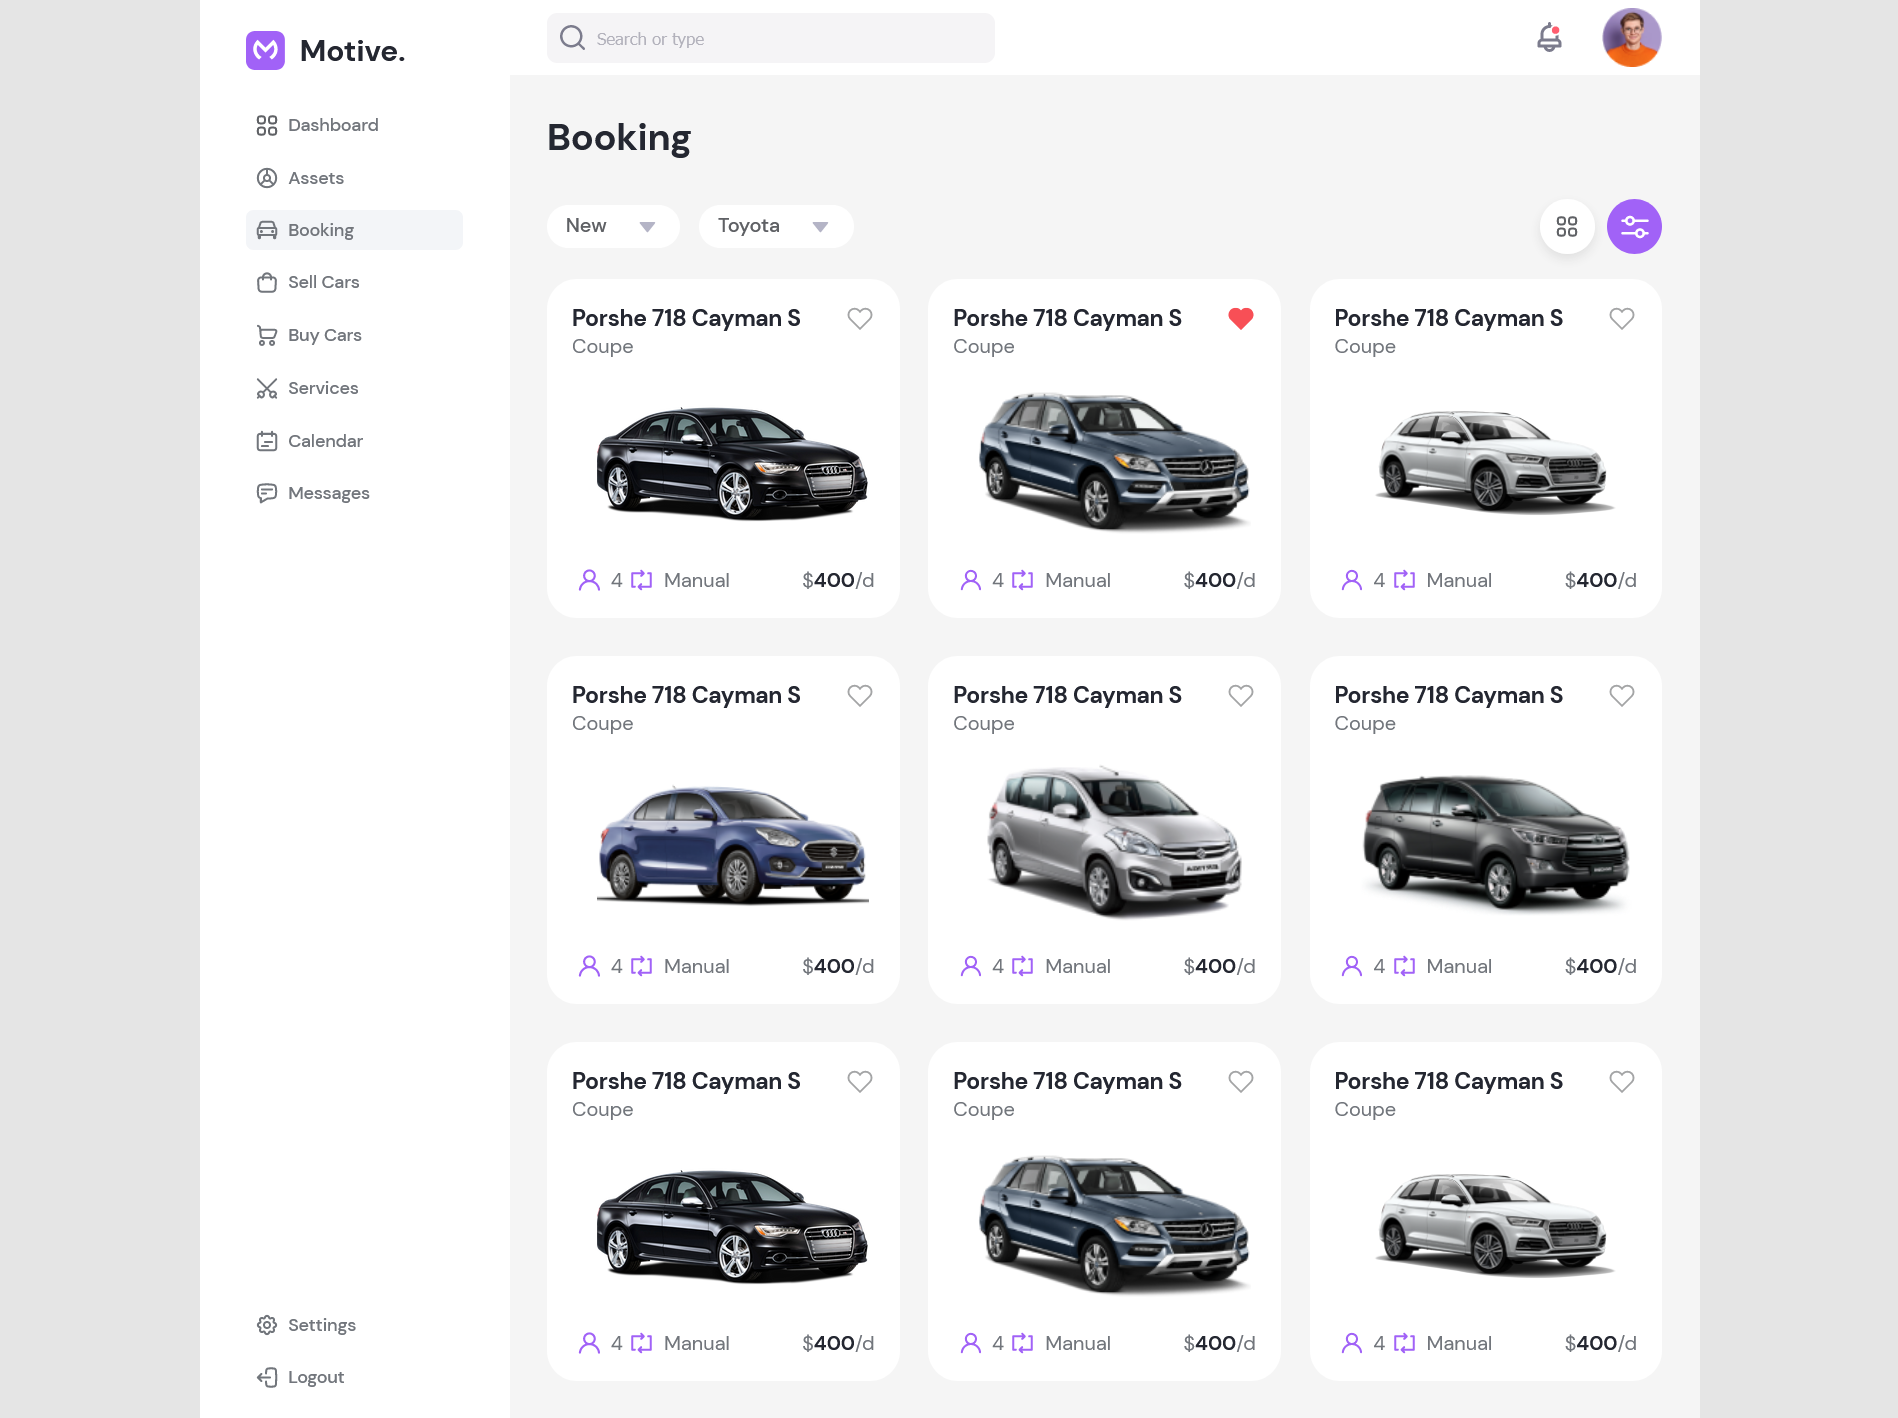 Motive.
Search or type
Dashboard
Assets
Booking
Sell Cars
Buy Cars
Services
Calendar
Messages
Settings
Logout
Booking
New
Toyota
Porshe 718 Cayman S
Coupe
4 Manual $400/d
Porshe 718 Cayman S
Coupe
4 Manual $400/d
Porshe 718 Cayman S
Coupe
4 Manual $400/d
Porshe 718 Cayman S
Coupe
4 Manual $400/d
Porshe 718 Cayman S
Coupe
4 Manual $400/d
Porshe 718 Cayman S
Coupe
4 Manual $400/d
Porshe 718 Cayman S
Coupe
4 Manual $400/d
Porshe 718 Cayman S
Coupe
4 Manual $400/d
Porshe 718 Cayman S
Coupe
4 Manual $400/d